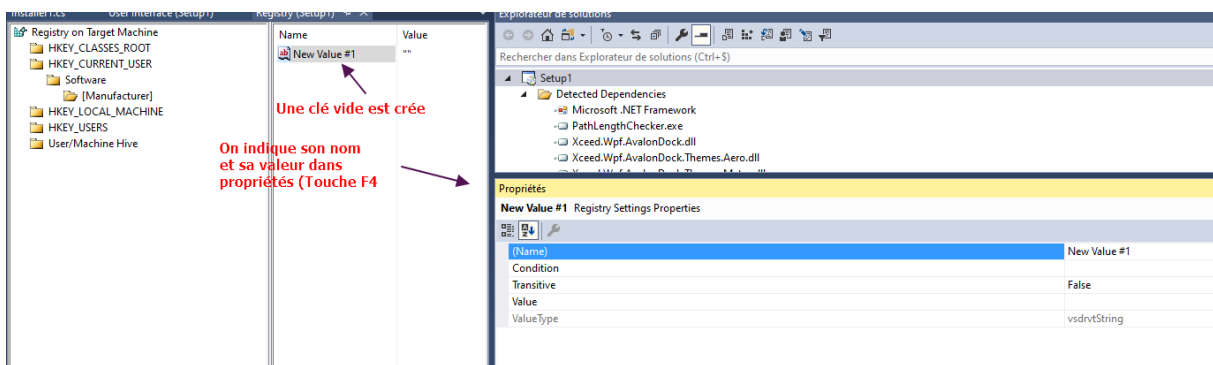 Installer1.cs User Interface (Setup1) Registry (Setup1)
Registry on Target Machine
HKEY_CLASSES_ROOT
HKEY_CURRENT_USER
Software
[Manufacturer]
HKEY_LOCAL_MACHINE
HKEY_USERS
User/Machine Hive
Name Value
New Value #1 ""
Une clé vide est crée
On indique son nom
et sa valeur dans
propriétés (Touche F4
Explorateur de solutions
Rechercher dans Explorateur de solutions (Ctrl+$)
Setup1
Detected Dependencies
Microsoft .NET Framework
PathLengthChecker.exe
Xceed.Wpf.AvalonDock.dll
Xceed.Wpf.AvalonDock.Themes.Aero.dll
Propriétés
New Value #1 Registry Settings Properties
(Name) New Value #1
Condition
Transitive False
Value
ValueType vsdrvtString